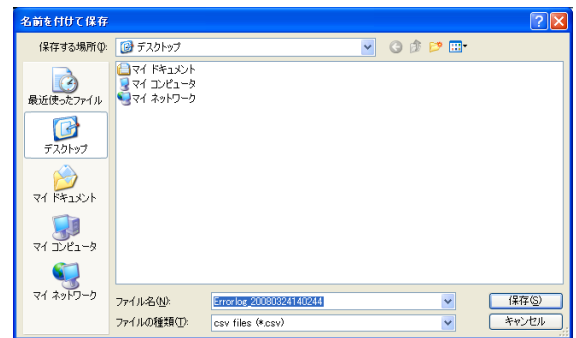 名前を付けて保存
保存する場所(I): デスクトップ
マイ ドキュメント
マイ コンピュータ
マイ ネットワーク
最近使ったファイル
デスクトップ
マイ ドキュメント
マイ コンピュータ
マイ ネットワーク
ファイル名(N): Errorlog_20080324140244 保存(S)
ファイルの種類(T): csv files (*.csv) キャンセル